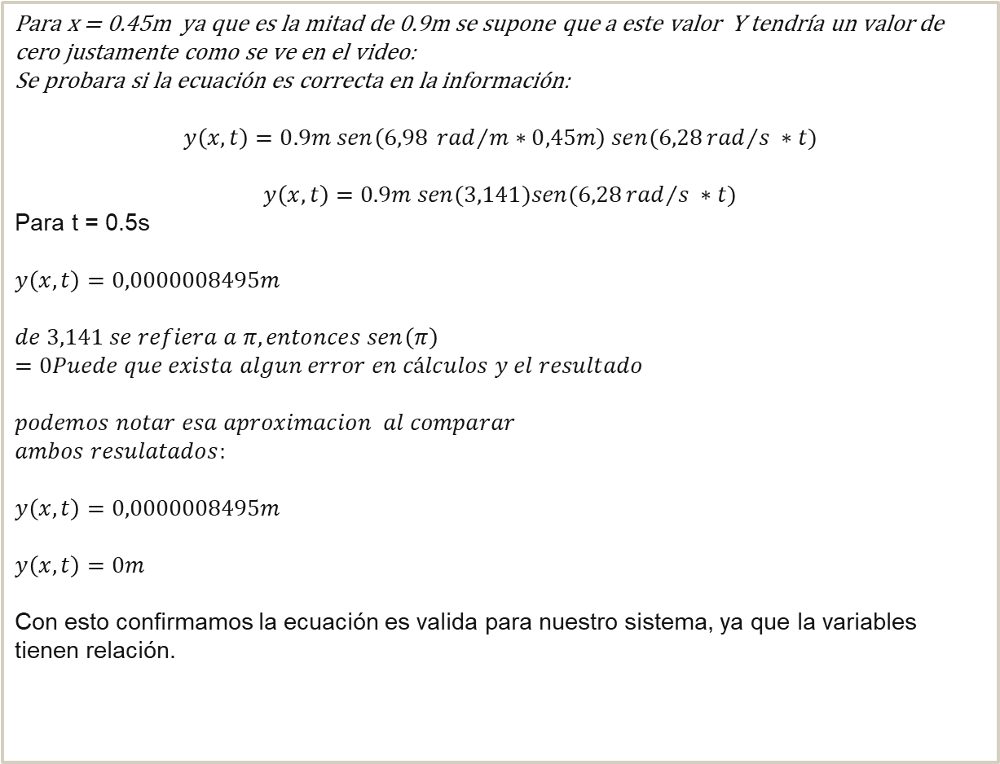 Para x = 0.45m ya que es la mitad de 0.9m se supone que a este valor Y tendría un valor de
cero justamente como se ve en el video:
Se probara si la ecuación es correcta en la información:
y(x, t) = 0.9m sen(6,98 rad/m ∗ 0,45m) sen(6,28 rad/s ∗ t)
y(x, t) = 0.9m sen(3,141)sen(6,28 rad/s ∗ t)
Para t = 0.5s
y(x, t) = 0,0000008495m
de 3,141 se refiera a π, entonces sen(π)
= 0Puede que exista algun error en cálculos y el resultado
podemos notar esa aproximacion al comparar
ambos resulatados:
y(x, t) = 0,0000008495m
y(x, t) = 0m
Con esto confirmamos la ecuación es valida para nuestro sistema, ya que la variables
tienen relación.